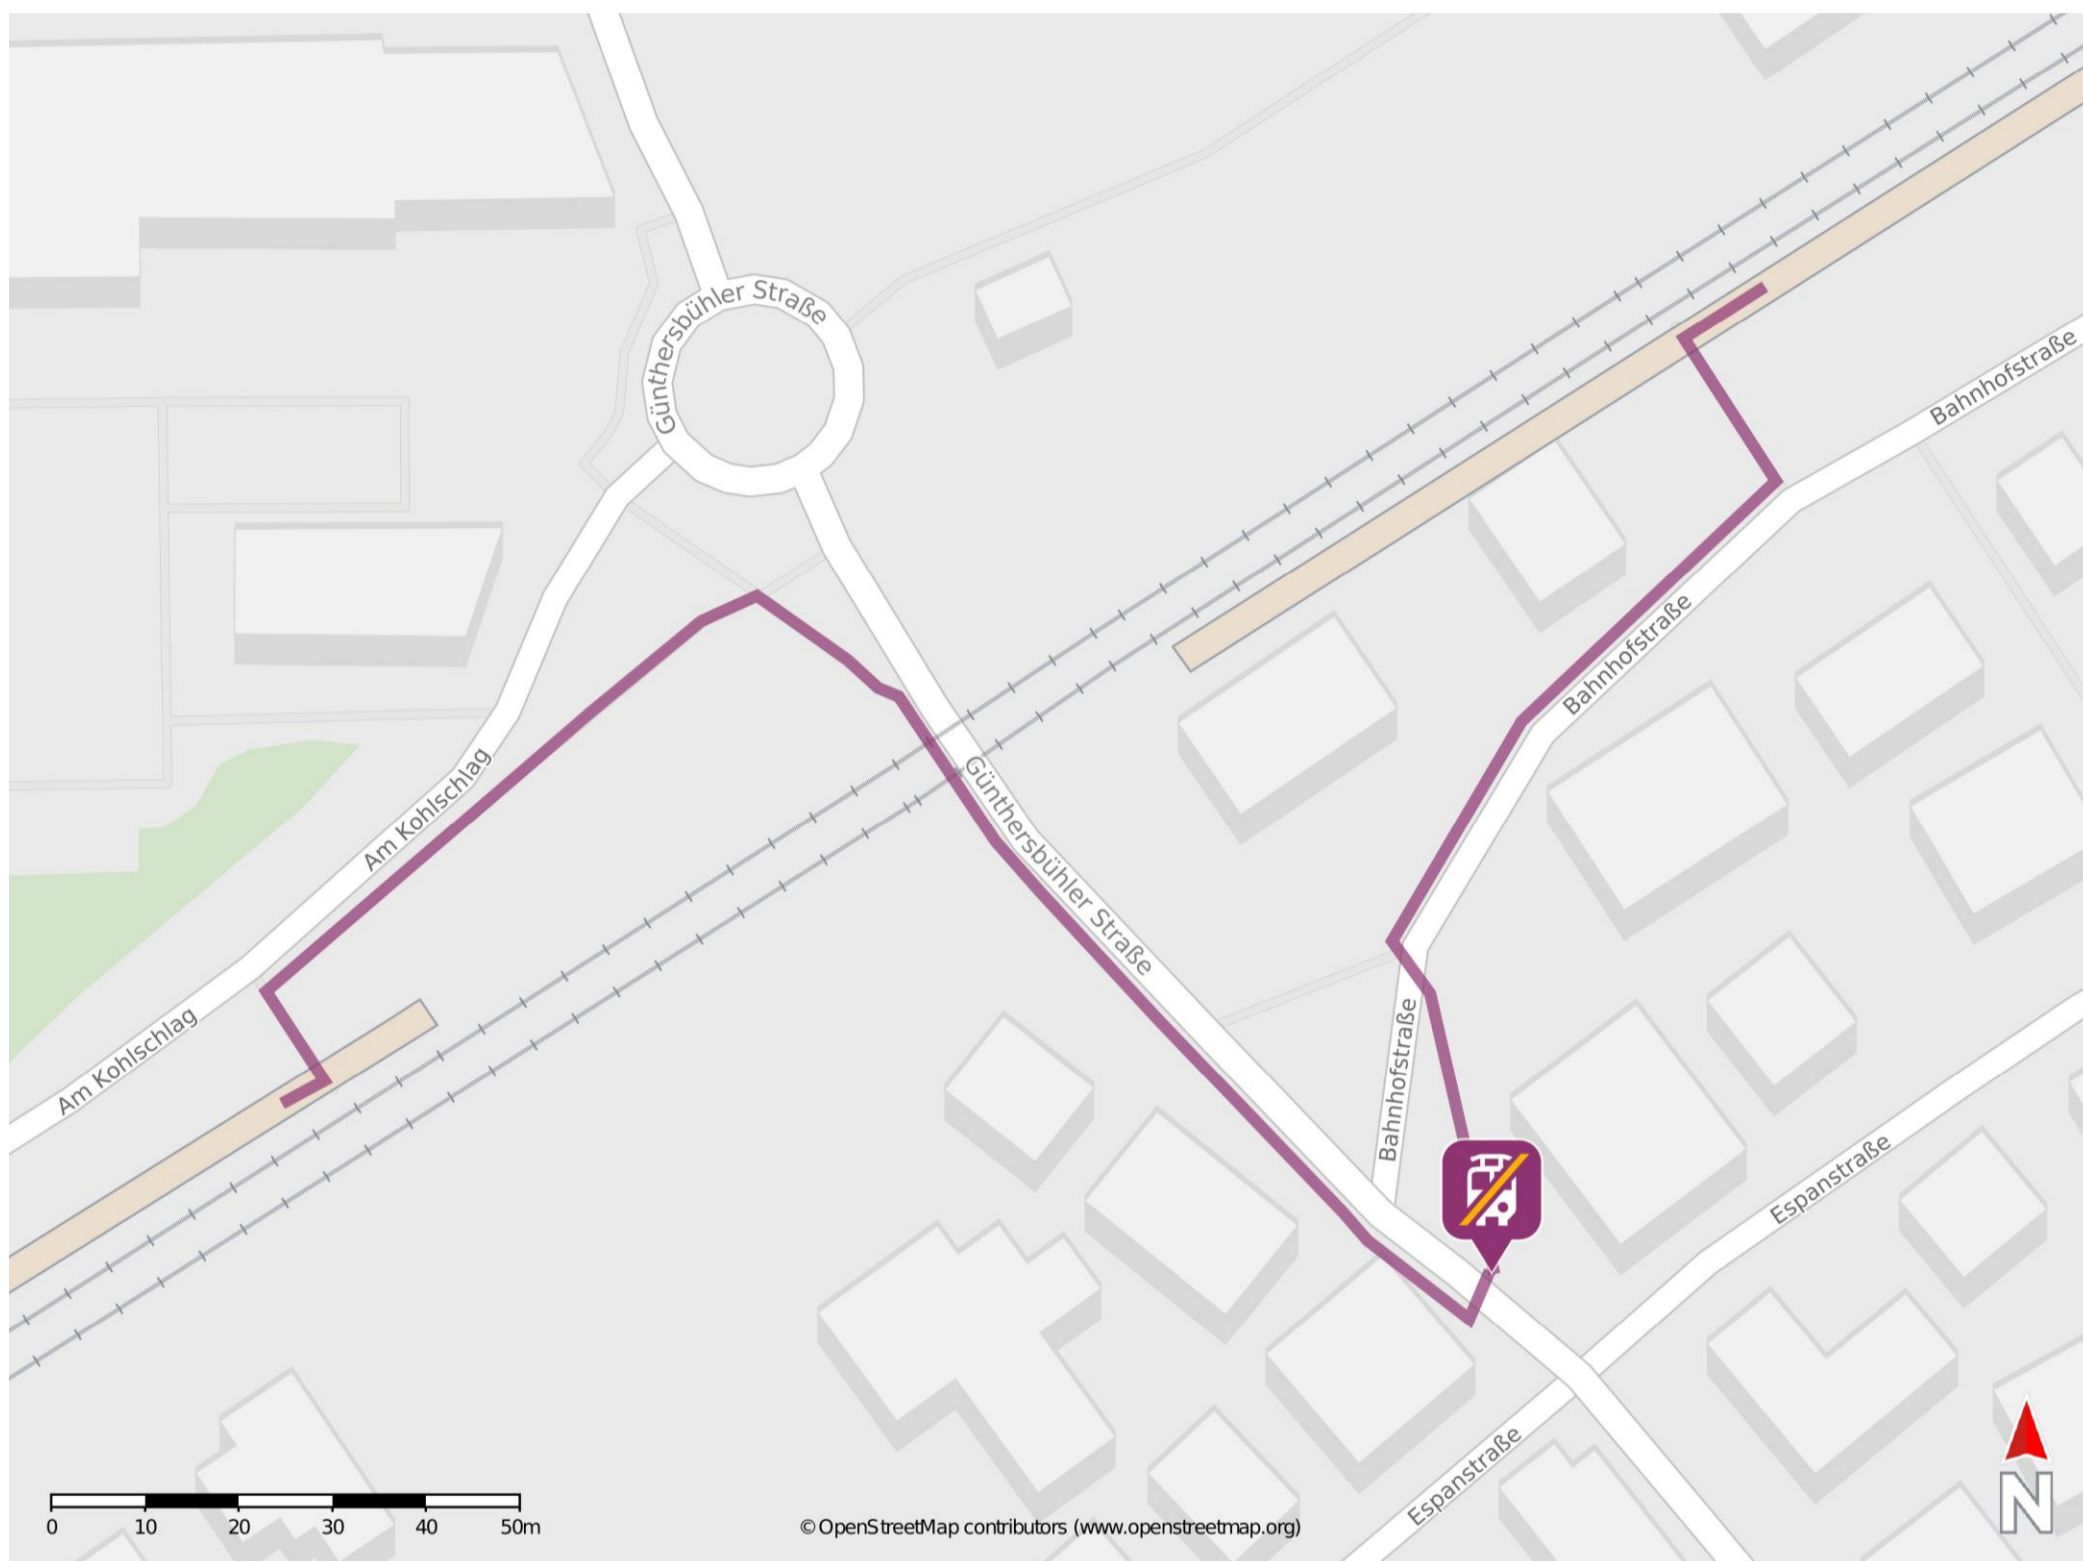 Günthersbühler Straße
Bahnhofstraße
Bahnhofstraße
Am Kohlschlag
Günthersbühler Straße
Am Kohlschlag
Bahnhofstraße
Espanstraße
Espanstraße
N
0 10 20 30 40 50m
© OpenStreetMap contributors (www.openstreetmap.org)